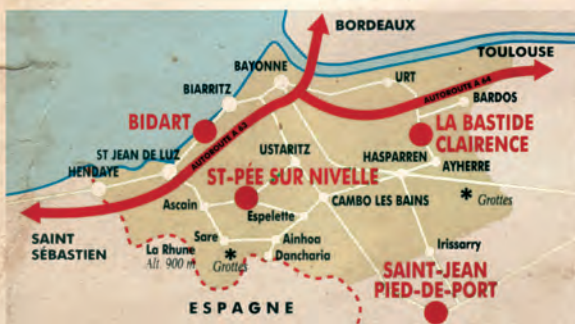 BORDEAUX
TOULOUSE
BAYONNE
URT
BIARRITZ
AUTOROUTE A 64
BARDOS
BIDART
LA BASTIDE
CLAIRENCE
AUTOROUTE A 63
ST JEAN DE LUZ
USTARITZ
HASPARREN
AYHERRE
HENDAYE
ST-PÉE SUR NIVELLE
* Grottes
Ascain
CAMBO LES BAINS
Espelette
SAINT
SÉBASTIEN
La Rhune
Alt. 900 m
Sare
* Grottes
Ainhoa
Dancharia
Irissarry
SAINT-JEAN
PIED-DE-PORT
ESPAGNE